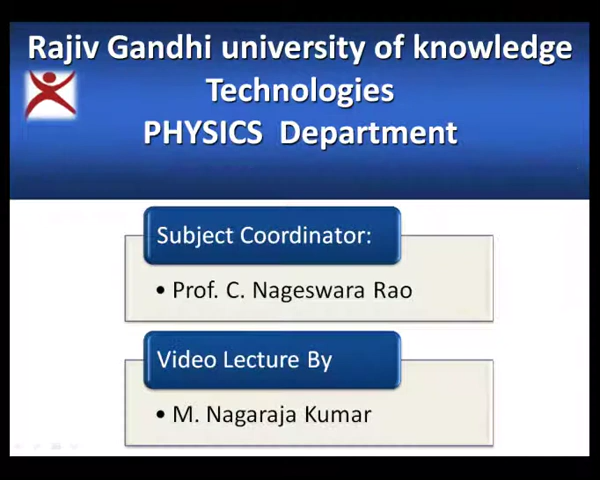 Rajiv Gandhi university of knowledge
Technologies
PHYSICS Department
Subject Coordinator:
• Prof. C. Nageswara Rao
Video Lecture By
• M. Nagaraja Kumar